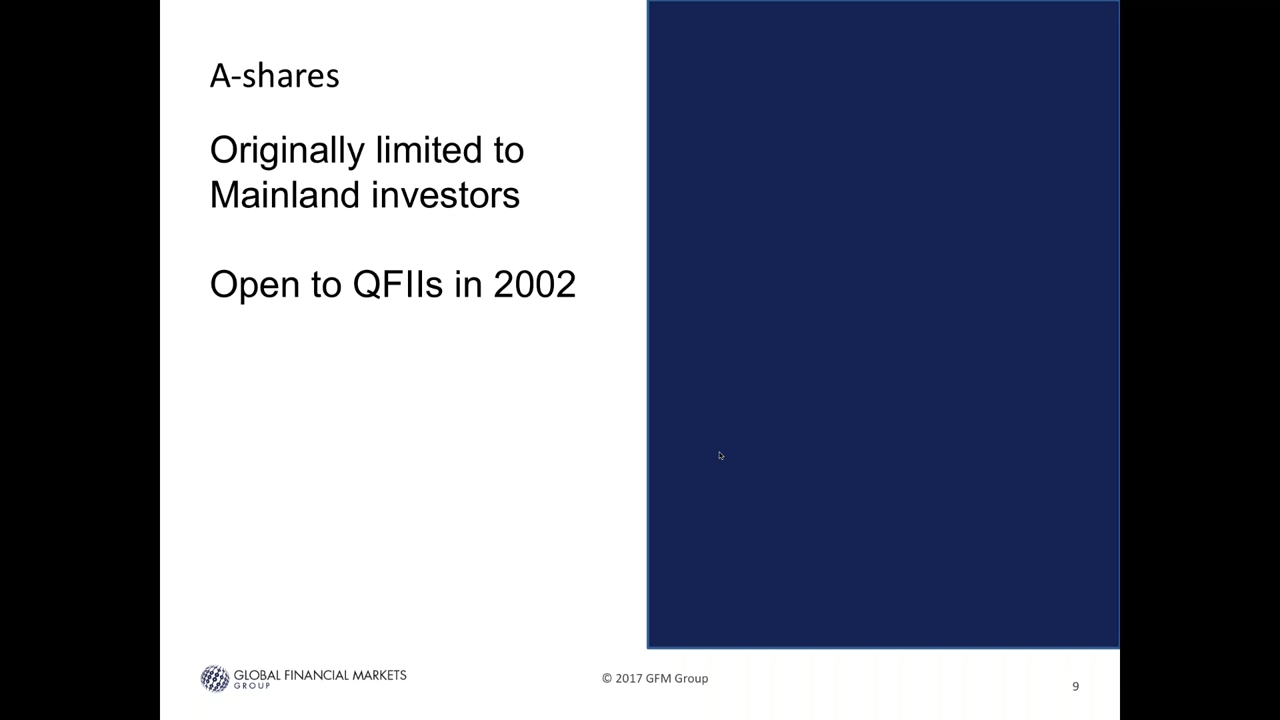 A-shares
Originally limited to
Mainland investors
Open to QFIIs in 2002
GLOBAL FINANCIAL MARKETS
GROUP
© 2017 GFM Group
9